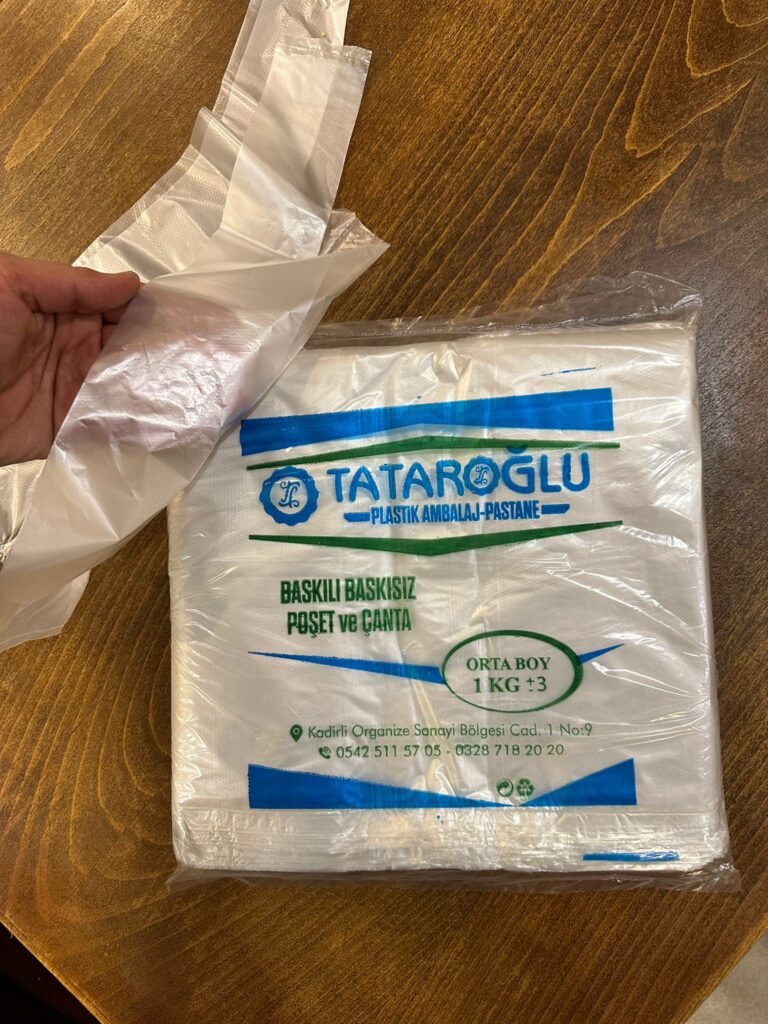 TATAROĞLU
PLASTİK AMBALAJ-PASTANE
BASKILI BASKISIZ
POŞET ve ÇANTA
ORTA BOY
1 KG ±3
Kadirli Organize Sanayi Bölgesi Cad. 1 No:9
0542 511 57 05 - 0328 718 20 20